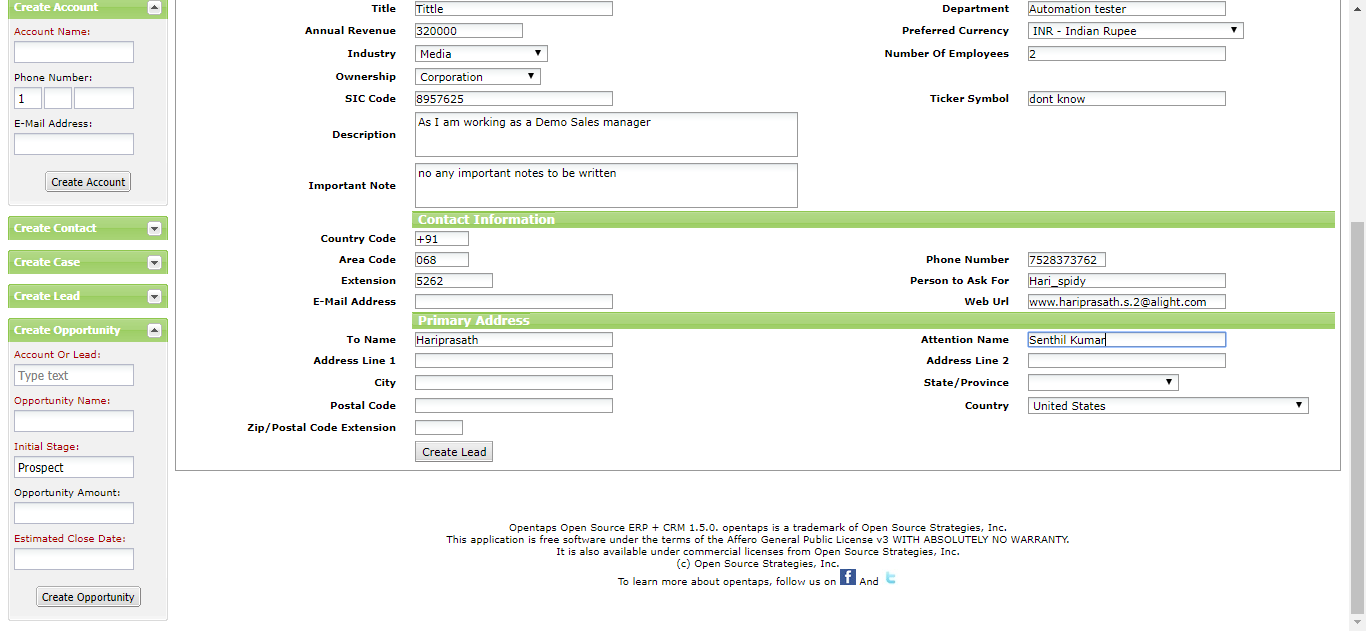 Create Account
Account Name:
Phone Number:
1
E-Mail Address:
Create Account
Create Contact
Create Case
Create Lead
Create Opportunity
Account Or Lead:
Type text
Opportunity Name:
Initial Stage:
Prospect
Opportunity Amount:
Estimated Close Date:
Create Opportunity
Title Tittle Department Automation tester
Annual Revenue 320000 Preferred Currency INR - Indian Rupee
Industry Media Number Of Employees 2
Ownership Corporation
SIC Code 8957625 Ticker Symbol dont know
Description As I am working as a Demo Sales manager
Important Note no any important notes to be written
Contact Information
Country Code +91
Area Code 068 Phone Number 7528373762
Extension 5262 Person to Ask For Hari_spidy
E-Mail Address Web Url www.hariprasath.s.2@alight.com
Primary Address
To Name Hariprasath Attention Name Senthil Kumar
Address Line 1 Address Line 2
City State/Province
Postal Code Country United States
Zip/Postal Code Extension
Create Lead
Opentaps Open Source ERP + CRM 1.5.0. opentaps is a trademark of Open Source Strategies, Inc.
This application is free software under the terms of the Affero General Public License v3 WITH ABSOLUTELY NO WARRANTY.
It is also available under commercial licenses from Open Source Strategies, Inc.
(c) Open Source Strategies, Inc.
To learn more about opentaps, follow us on f And t